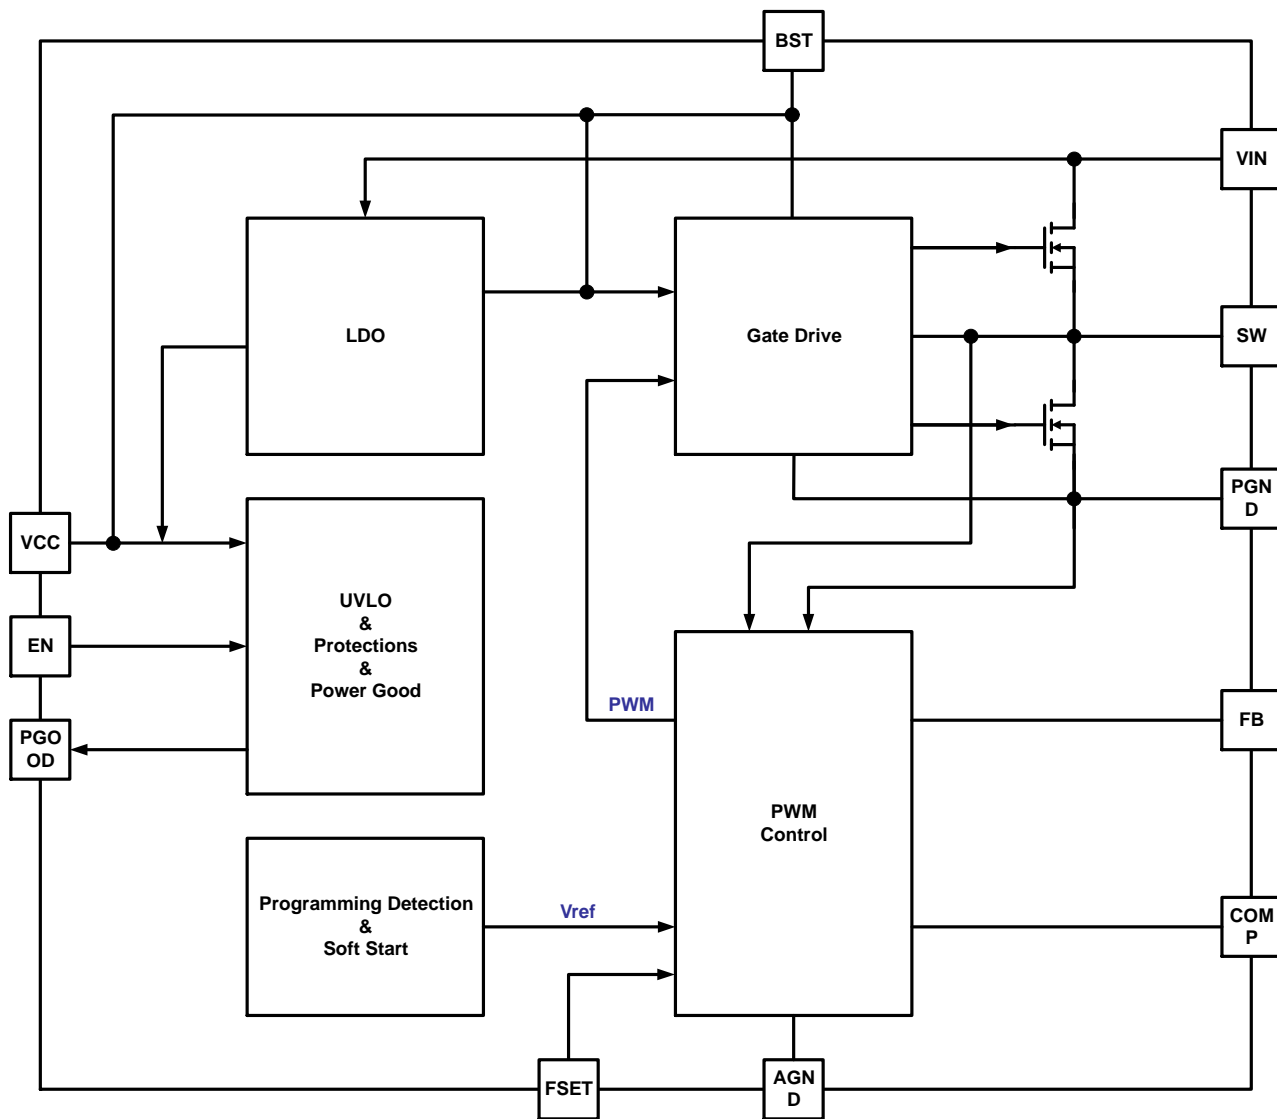 BST
VIN
LDO
Gate Drive
SW
PGN
D
VCC
UVLO
&
Protections
&
Power Good
EN
PWM
FB
PGO
OD
PWM
Control
Programming Detection
&
Soft Start
Vref
COM
P
FSET
AGN
D